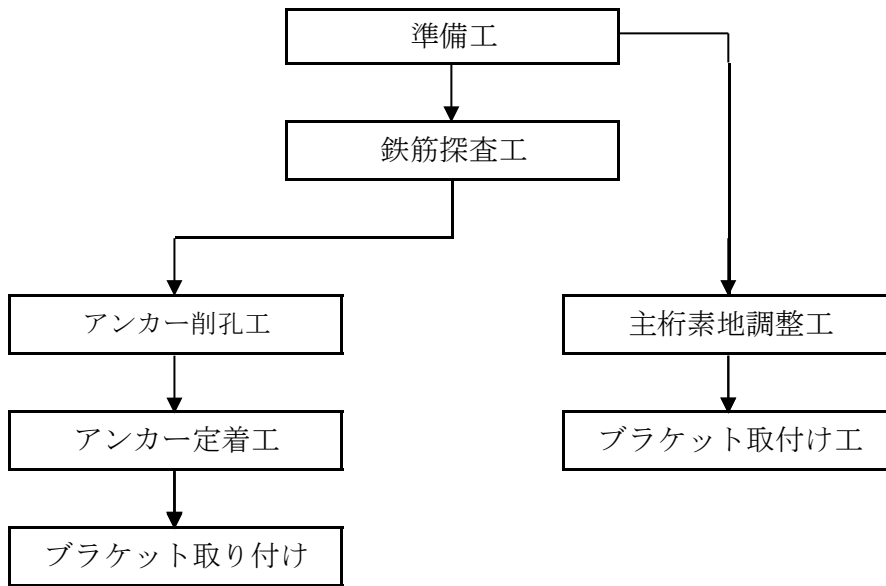 準備工
鉄筋探査工
アンカー削孔工
主桁素地調整工
アンカー定着工
ブラケット取付け工
ブラケット取り付け